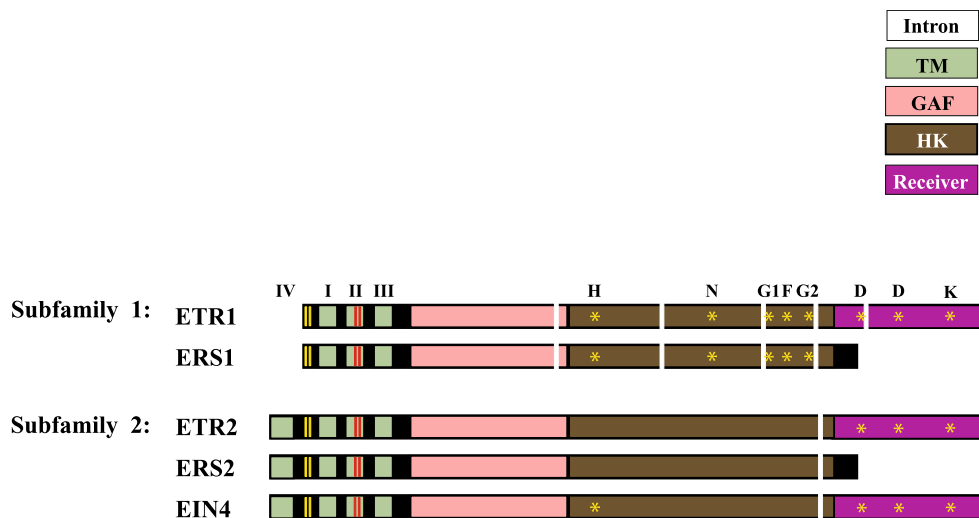 Intron
TM
GAF
HK
Receiver
IV I II III H N G1 F G2 D D K
Subfamily 1: ETR1
* * * * * * * *
ERS1
* * * * *
Subfamily 2: ETR2
* * *
ERS2
EIN4
* * * *